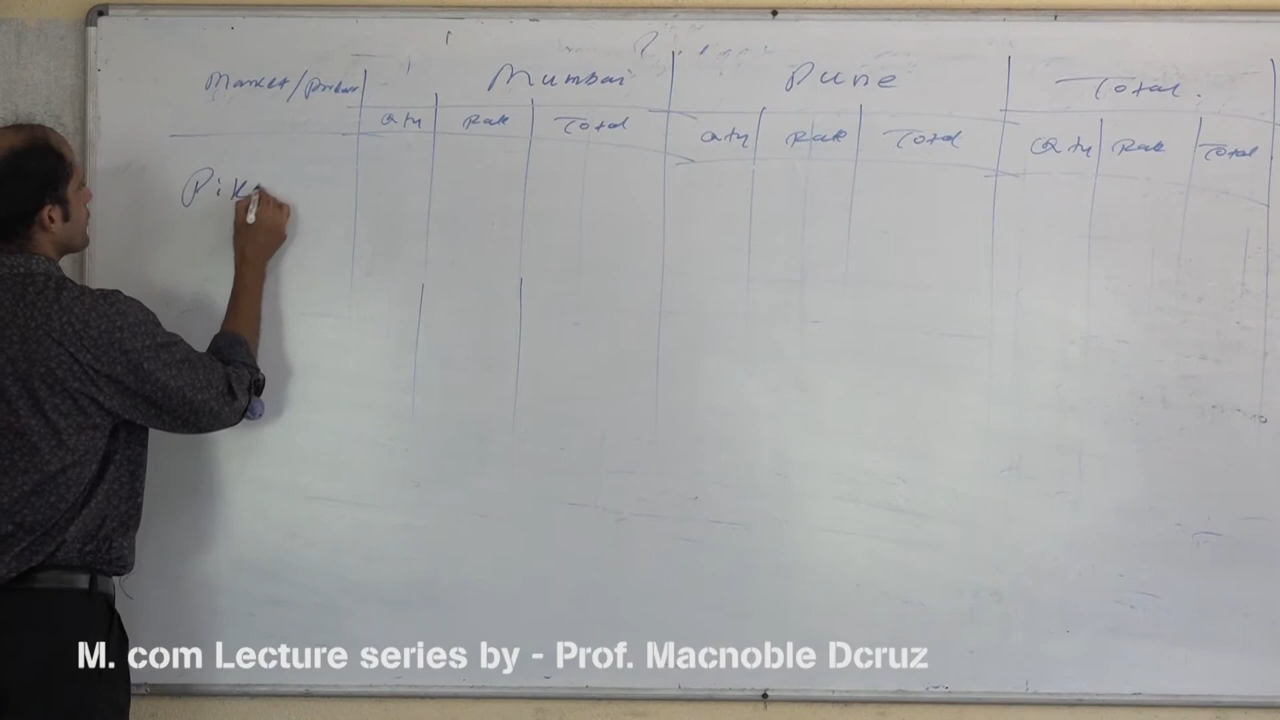 Market/Product Mumbai Pune Total.
Qty Rate Total Qty Rate Total Qty Rate Total
Pik
M. com Lecture series by - Prof. Macnoble Dcruz